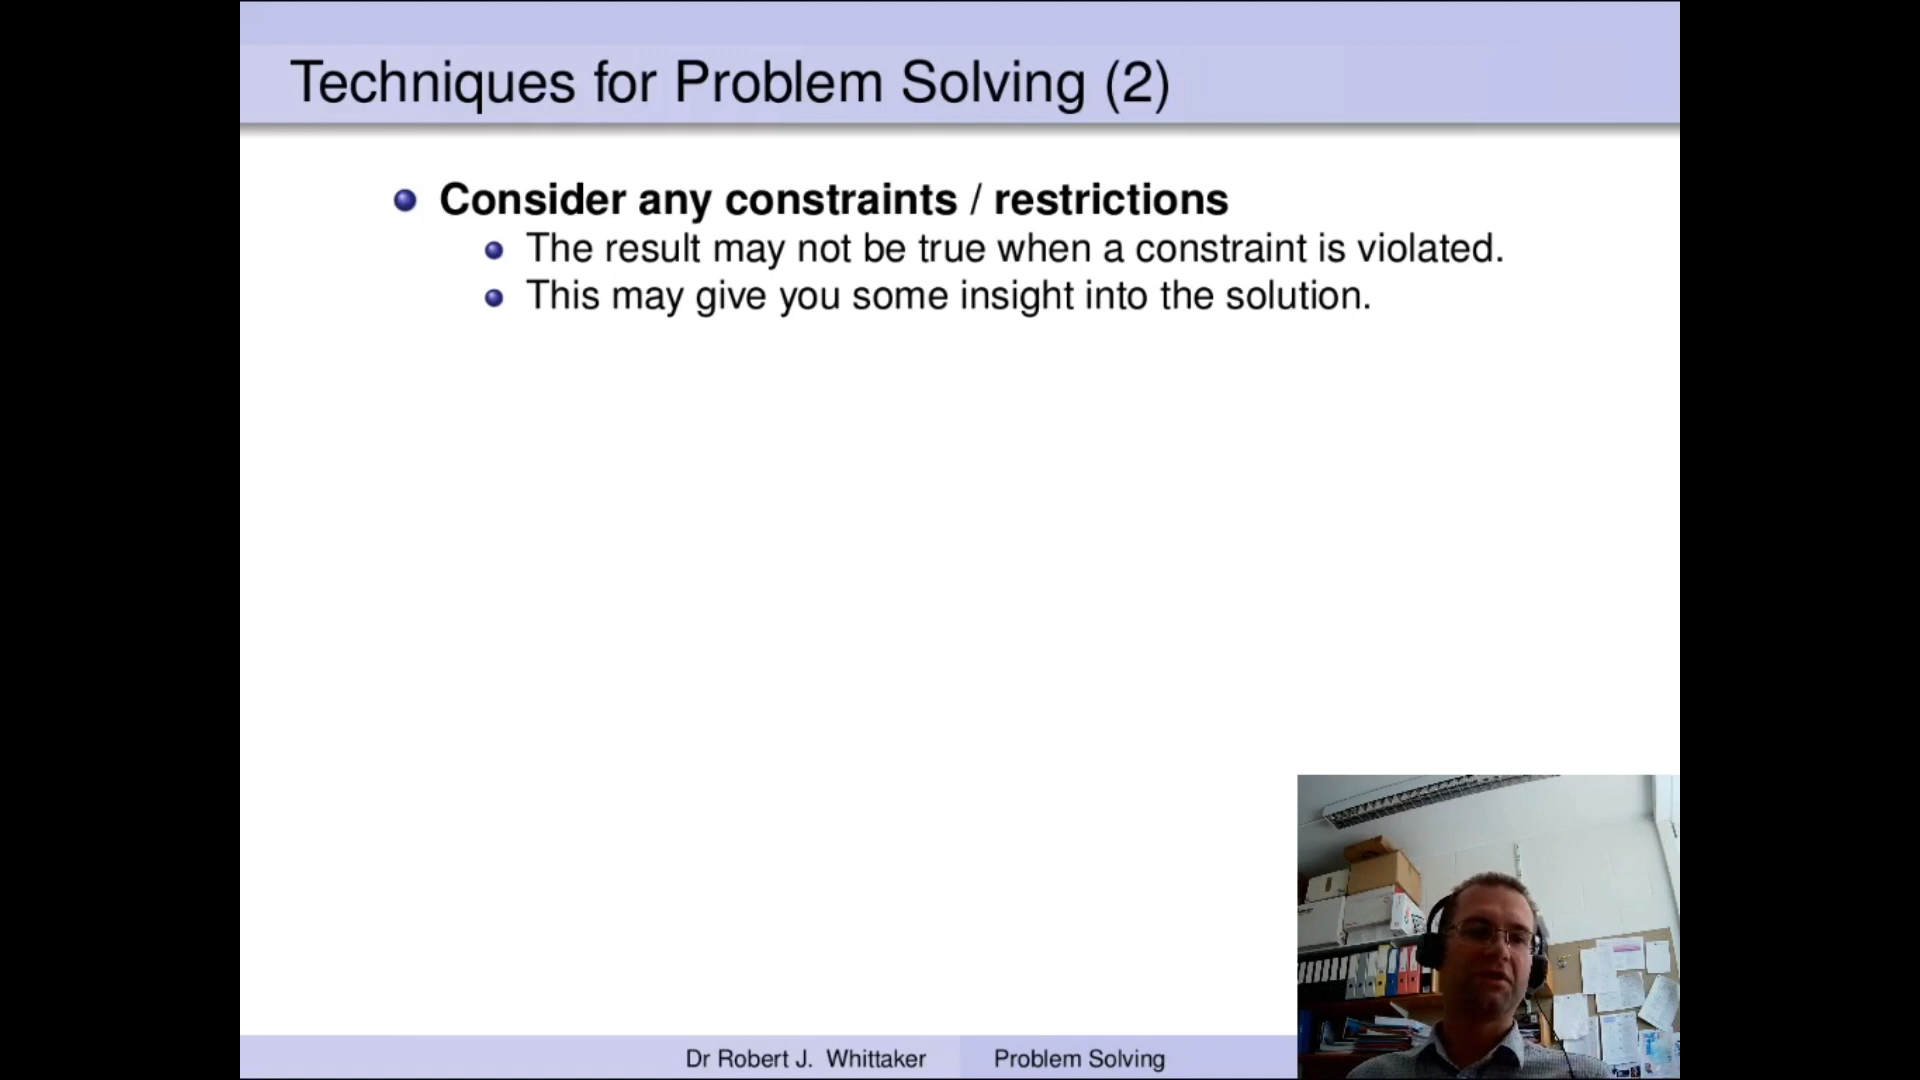 Techniques for Problem Solving (2)
Consider any constraints / restrictions
The result may not be true when a constraint is violated.
This may give you some insight into the solution.
Dr Robert J. Whittaker
Problem Solving